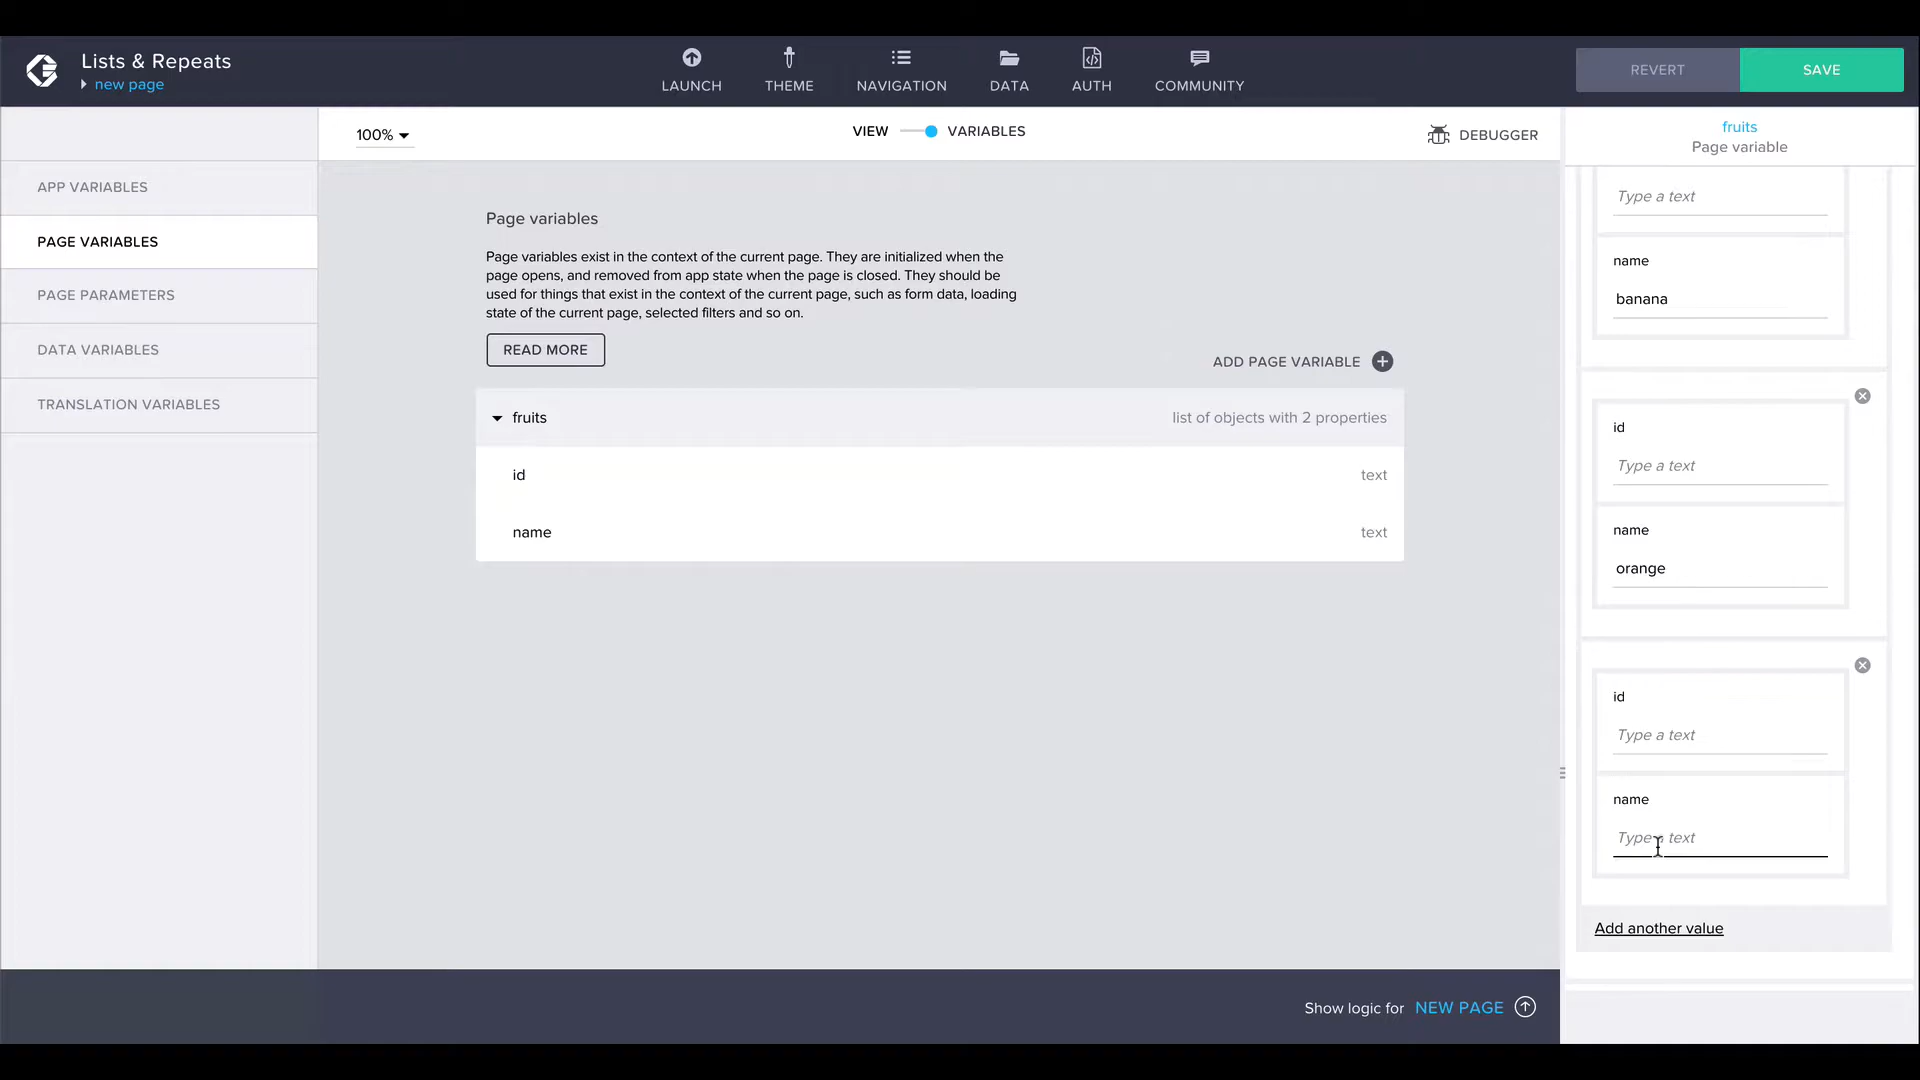 Lists & Repeats
new page
LAUNCH
THEME
NAVIGATION
DATA
AUTH
COMMUNITY
REVERT
SAVE
100%
VIEW
VARIABLES
DEBUGGER
fruits
Page variable
APP VARIABLES
PAGE VARIABLES
PAGE PARAMETERS
DATA VARIABLES
TRANSLATION VARIABLES
Page variables
Page variables exist in the context of the current page. They are initialized when the
page opens, and removed from app state when the page is closed. They should be
used for things that exist in the context of the current page, such as form data, loading
state of the current page, selected filters and so on.
READ MORE
ADD PAGE VARIABLE
fruits
list of objects with 2 properties
id
text
name
text
Type a text
name
banana
id
Type a text
name
orange
id
Type a text
name
Type a text
Add another value
Show logic for NEW PAGE